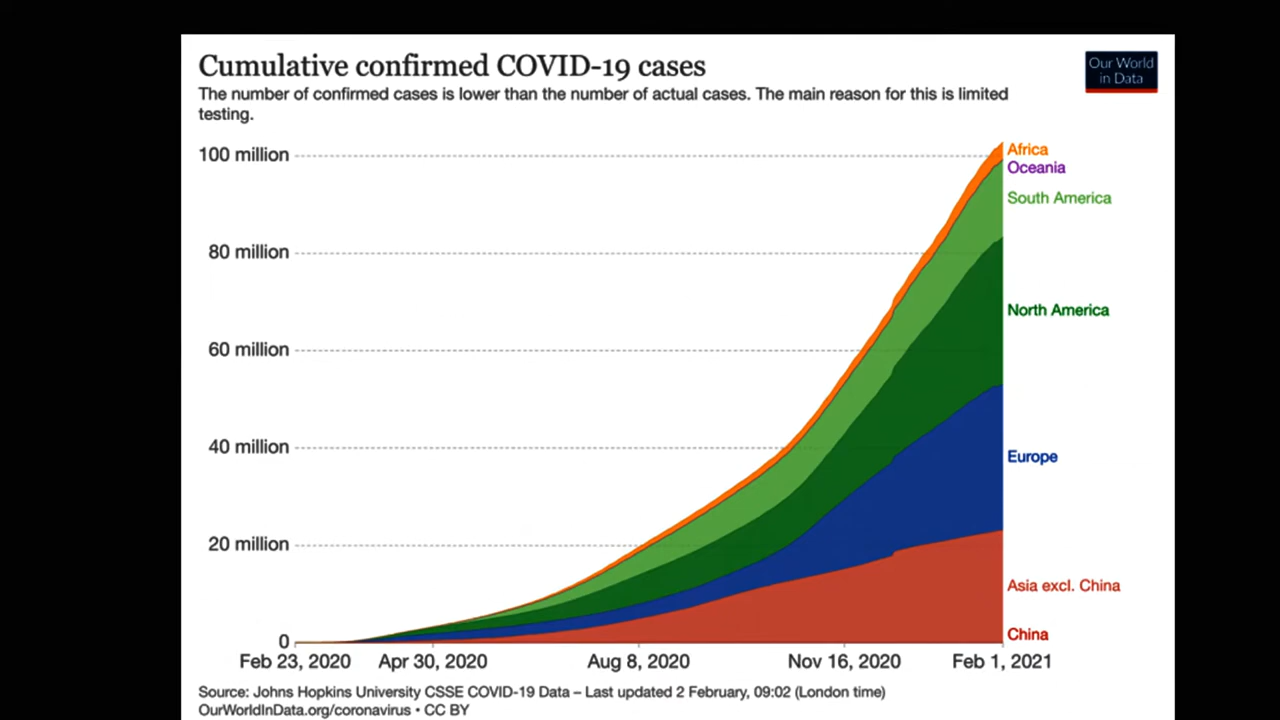 Cumulative confirmed COVID-19 cases
Our World
in Data
The number of confirmed cases is lower than the number of actual cases. The main reason for this is limited
testing.
100 million
80 million
60 million
40 million
20 million
0
Africa
Oceania
South America
North America
Europe
Asia excl. China
China
Feb 23, 2020
Apr 30, 2020
Aug 8, 2020
Nov 16, 2020
Feb 1, 2021
Source: Johns Hopkins University CSSE COVID-19 Data – Last updated 2 February, 09:02 (London time)
OurWorldInData.org/coronavirus • CC BY